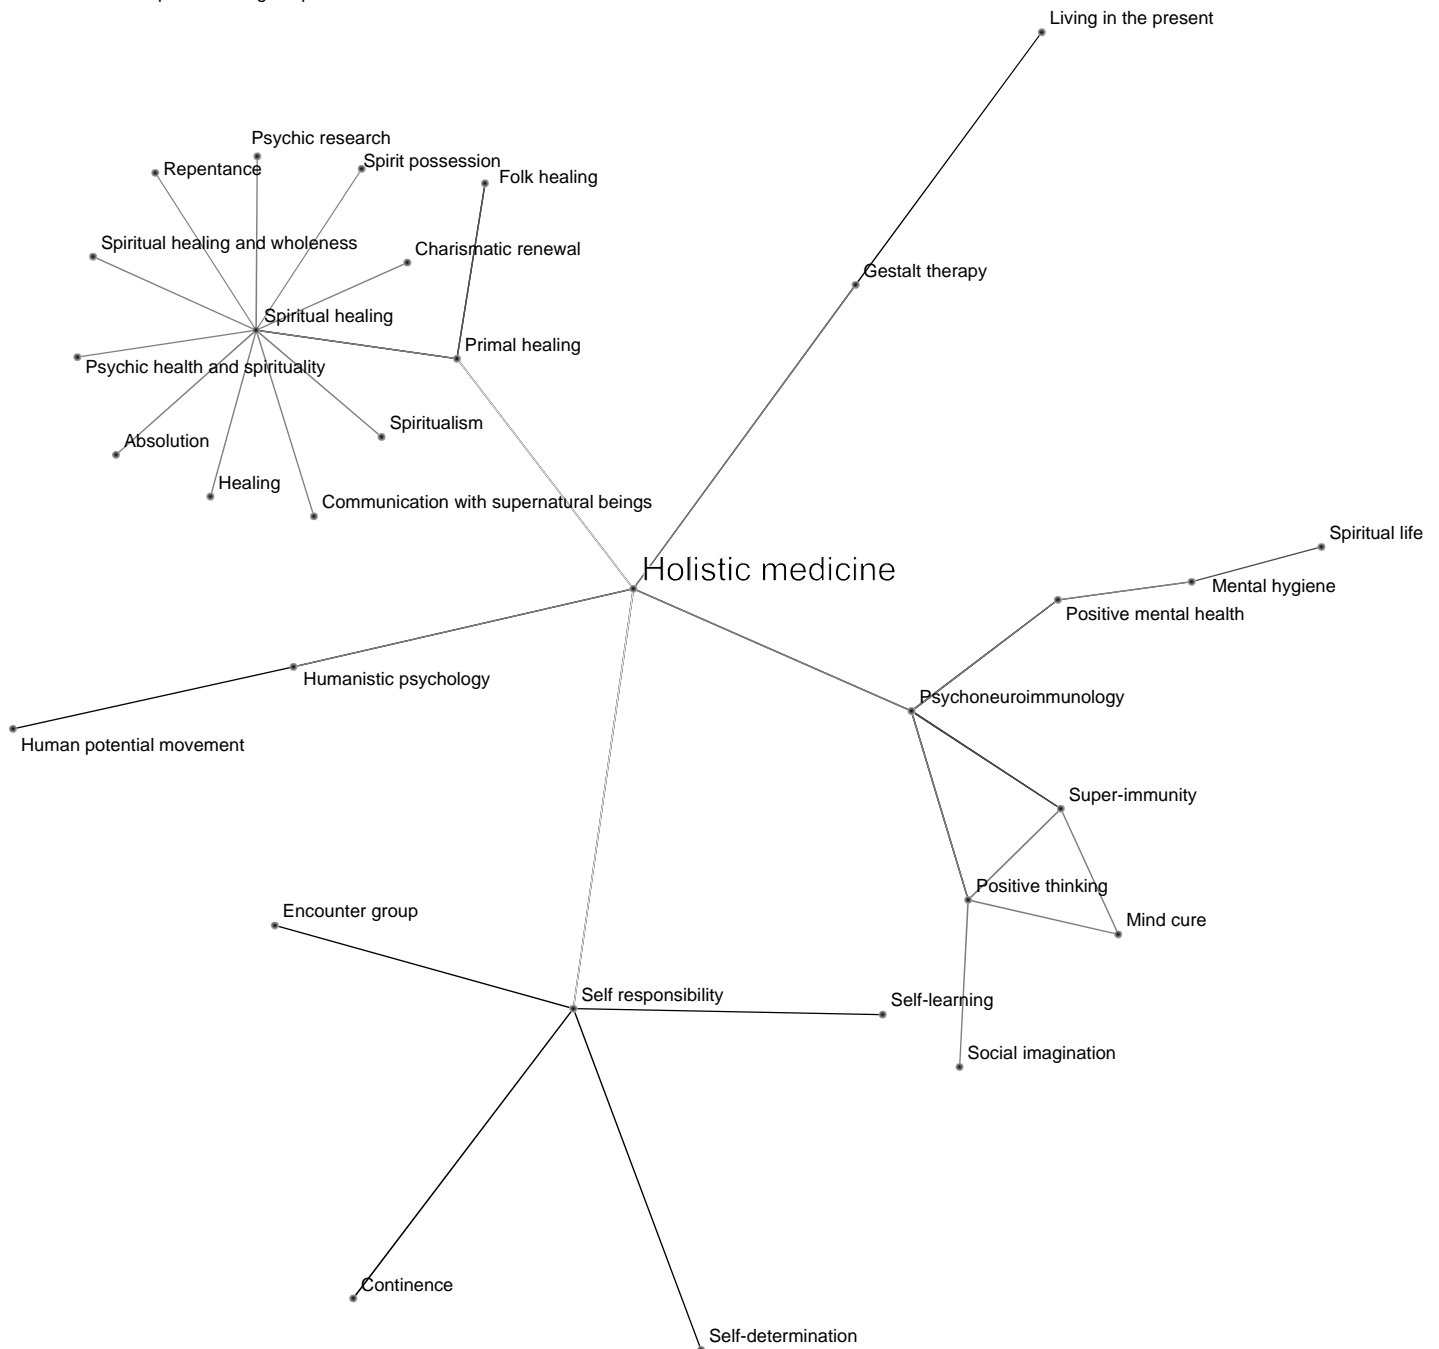 Living in the present
Psychic research
Spirit possession
Repentance
Folk healing
Spiritual healing and wholeness
Charismatic renewal
Gestalt therapy
Spiritual healing
Primal healing
Psychic health and spirituality
Spiritualism
Absolution
Healing
Communication with supernatural beings
Spiritual life
Holistic medicine
Mental hygiene
Positive mental health
Humanistic psychology
Psychoneuroimmunology
Human potential movement
Super-immunity
Positive thinking
Encounter group
Mind cure
Self responsibility
Self-learning
Social imagination
Continence
Self-determination